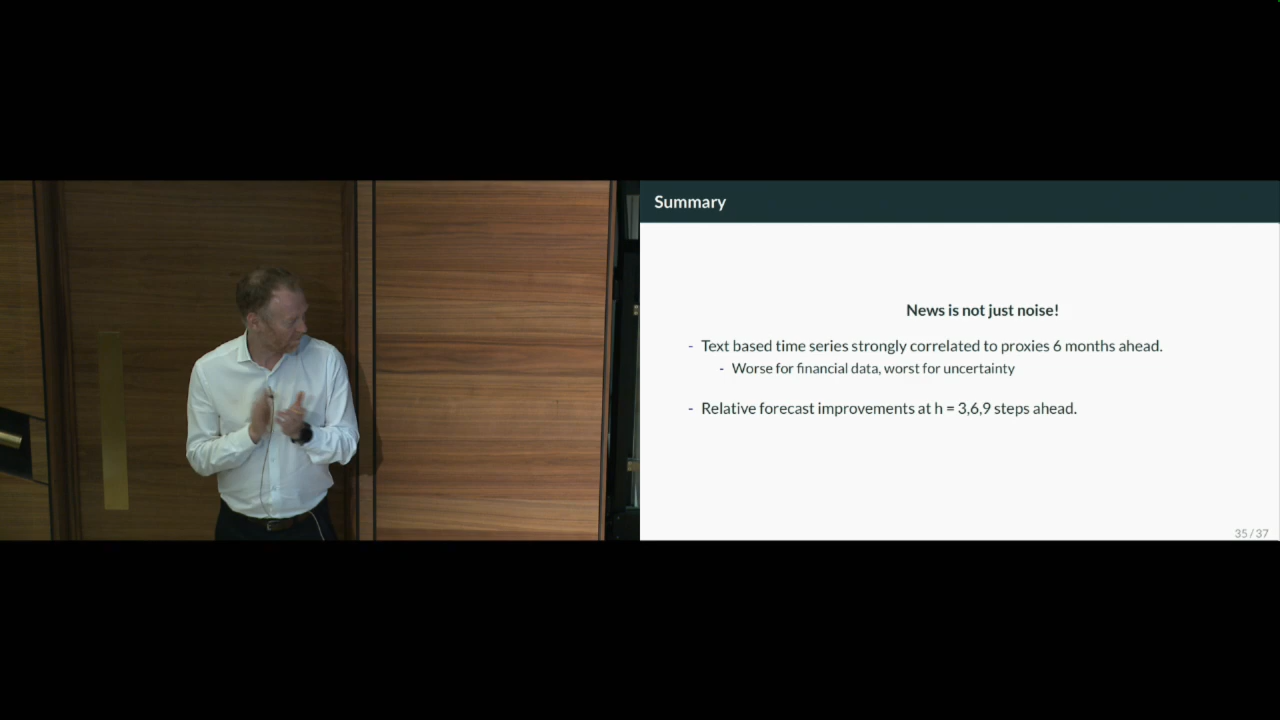 Summary
News is not just noise!
- Text based time series strongly correlated to proxies 6 months ahead.
- Worse for financial data, worst for uncertainty
- Relative forecast improvements at h = 3,6,9 steps ahead.
35 / 37